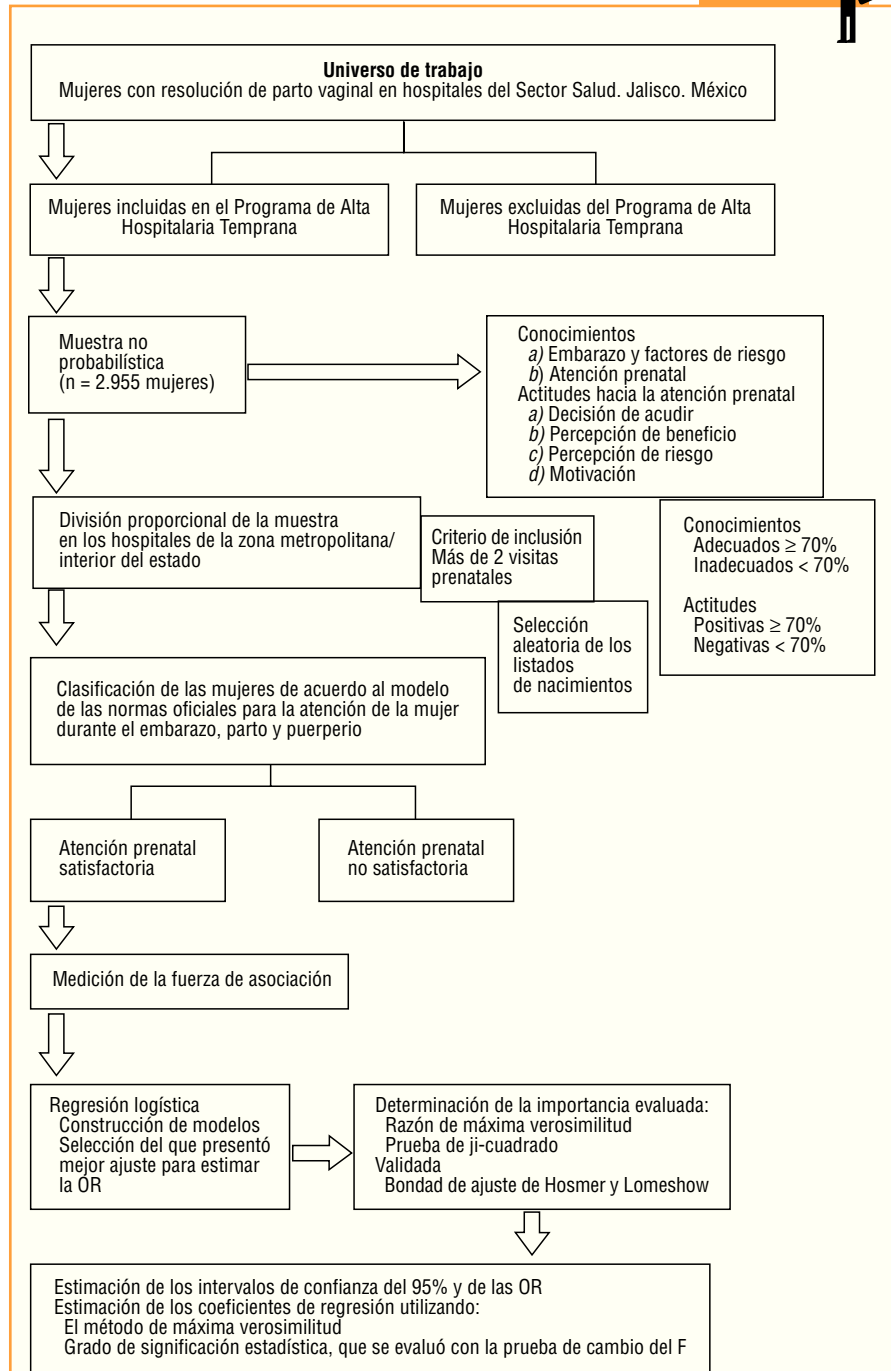 Universo de trabajo
Mujeres con resolución de parto vaginal en hospitales del Sector Salud. Jalisco. México
Mujeres incluidas en el Programa de Alta
Hospitalaria Temprana
Mujeres excluidas del Programa de Alta
Hospitalaria Temprana
Muestra no
probabilística
(n = 2.955 mujeres)
Conocimientos
a) Embarazo y factores de riesgo
b) Atención prenatal
Actitudes hacia la atención prenatal
a) Decisión de acudir
b) Percepción de beneficio
c) Percepción de riesgo
d) Motivación
División proporcional de la muestra
en los hospitales de la zona metropolitana/
interior del estado
Criterio de inclusión
Más de 2 visitas
prenatales
Conocimientos
Adecuados ≥ 70%
Inadecuados < 70%
Actitudes
Positivas ≥ 70%
Negativas < 70%
Selección
aleatoria de los
listados
de nacimientos
Clasificación de las mujeres de acuerdo al modelo
de las normas oficiales para la atención de la mujer
durante el embarazo, parto y puerperio
Atención prenatal
satisfactoria
Atención prenatal
no satisfactoria
Medición de la fuerza de asociación
Regresión logística
Construcción de modelos
Selección del que presentó
mejor ajuste para estimar
la OR
Determinación de la importancia evaluada:
Razón de máxima verosimilitud
Prueba de ji-cuadrado
Validada
Bondad de ajuste de Hosmer y Lomeshow
Estimación de los intervalos de confianza del 95% y de las OR
Estimación de los coeficientes de regresión utilizando:
El método de máxima verosimilitud
Grado de significación estadística, que se evaluó con la prueba de cambio del F